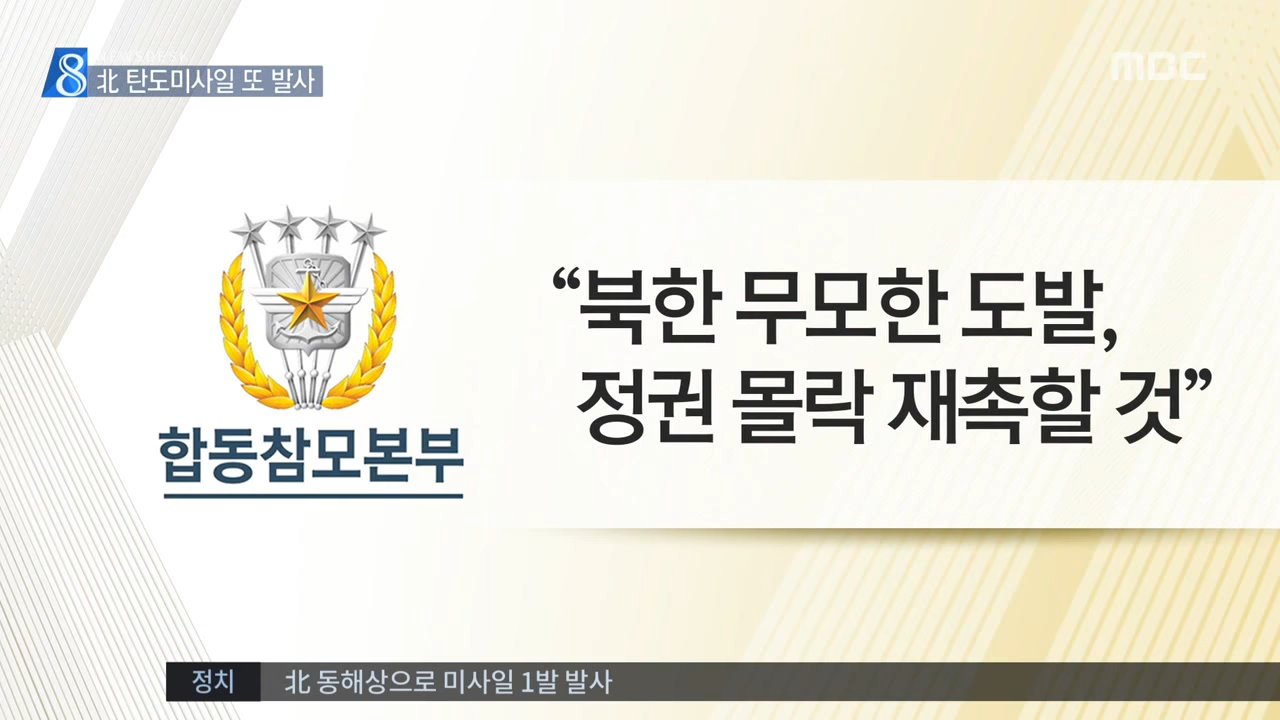 8 北 탄도미사일 또 발사
MBC
“북한 무모한 도발,
정권 몰락 재촉할 것”
합동참모본부
정치 北 동해상으로 미사일 1발 발사